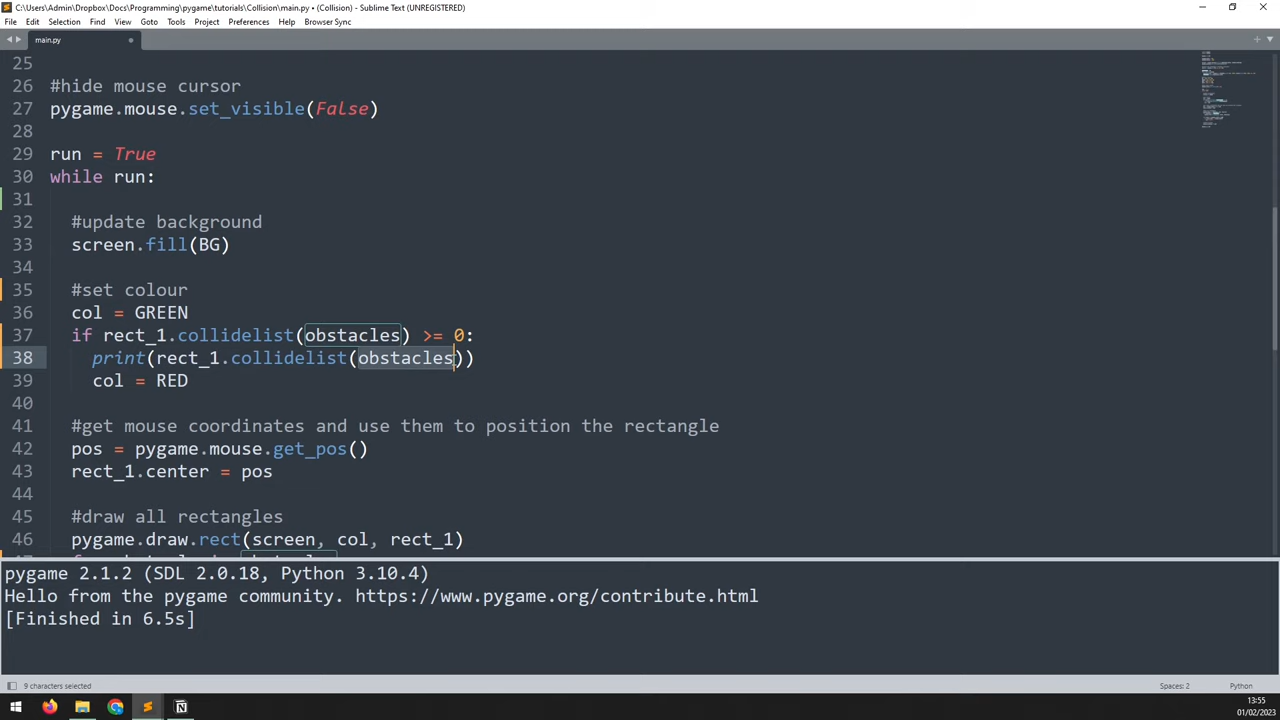 C:\Users\Admin\Dropbox\Docs\Programming\pygame\tutorials\Collision\main.py • (Collision) - Sublime Text (UNREGISTERED)
File Edit Selection Find View Goto Tools Project Preferences Help Browser Sync
main.py
25
26 #hide mouse cursor
27 pygame.mouse.set_visible(False)
28
29 run = True
30 while run:
31
32 #update background
33 screen.fill(BG)
34
35 #set colour
36 col = GREEN
37 if rect_1.collidelist(obstacles) >= 0:
38 print(rect_1.collidelist(obstacles))
39 col = RED
40
41 #get mouse coordinates and use them to position the rectangle
42 pos = pygame.mouse.get_pos()
43 rect_1.center = pos
44
45 #draw all rectangles
46 pygame.draw.rect(screen, col, rect_1)
pygame 2.1.2 (SDL 2.0.18, Python 3.10.4)
Hello from the pygame community. https://www.pygame.org/contribute.html
[Finished in 6.5s]
9 characters selected Spaces: 2 Python
13:55
01/02/2023